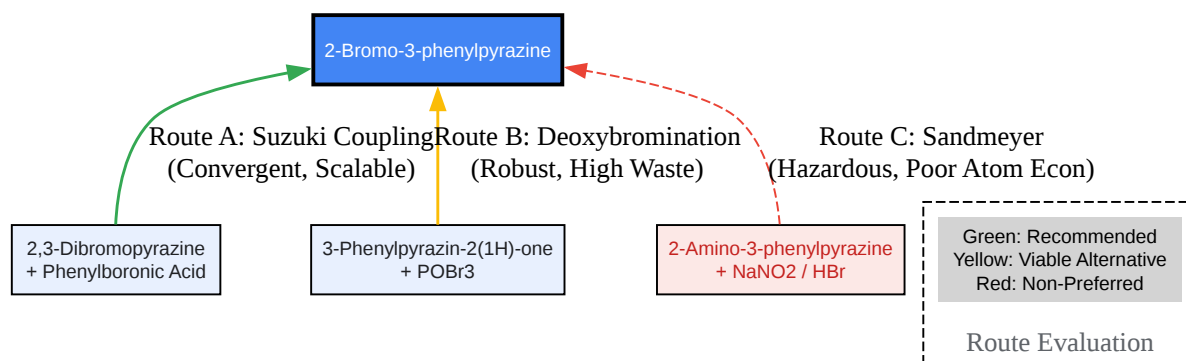 2-Bromo-3-phenylpyrazine
Route A: Suzuki Coupling
(Convergent, Scalable)
Route B: Deoxybromination
(Robust, High Waste)
Route C: Sandmeyer
(Hazardous, Poor Atom Econ)
2,3-Dibromopyrazine
+ Phenylboronic Acid
3-Phenylpyrazin-2(1H)-one
+ POBr3
2-Amino-3-phenylpyrazine
+ NaNO2 / HBr
Green: Recommended
Yellow: Viable Alternative
Red: Non-Preferred
Route Evaluation